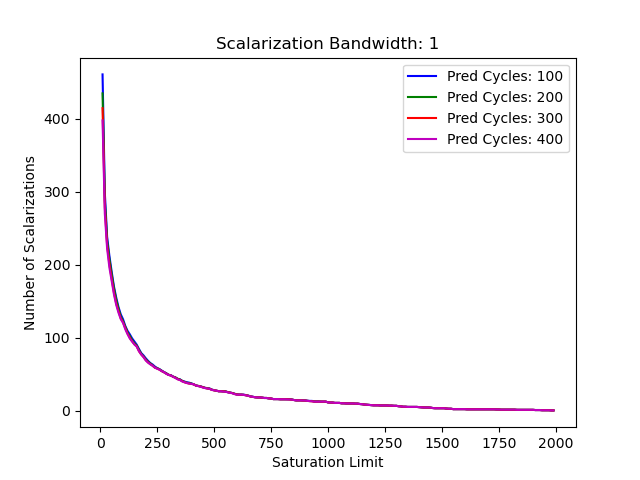 Scalarization Bandwidth: 1
Pred Cycles: 100
Pred Cycles: 200
Pred Cycles: 300
Pred Cycles: 400
Number of Scalarizations
400
300
200
100
0
0 250 500 750 1000 1250 1500 1750 2000
Saturation Limit